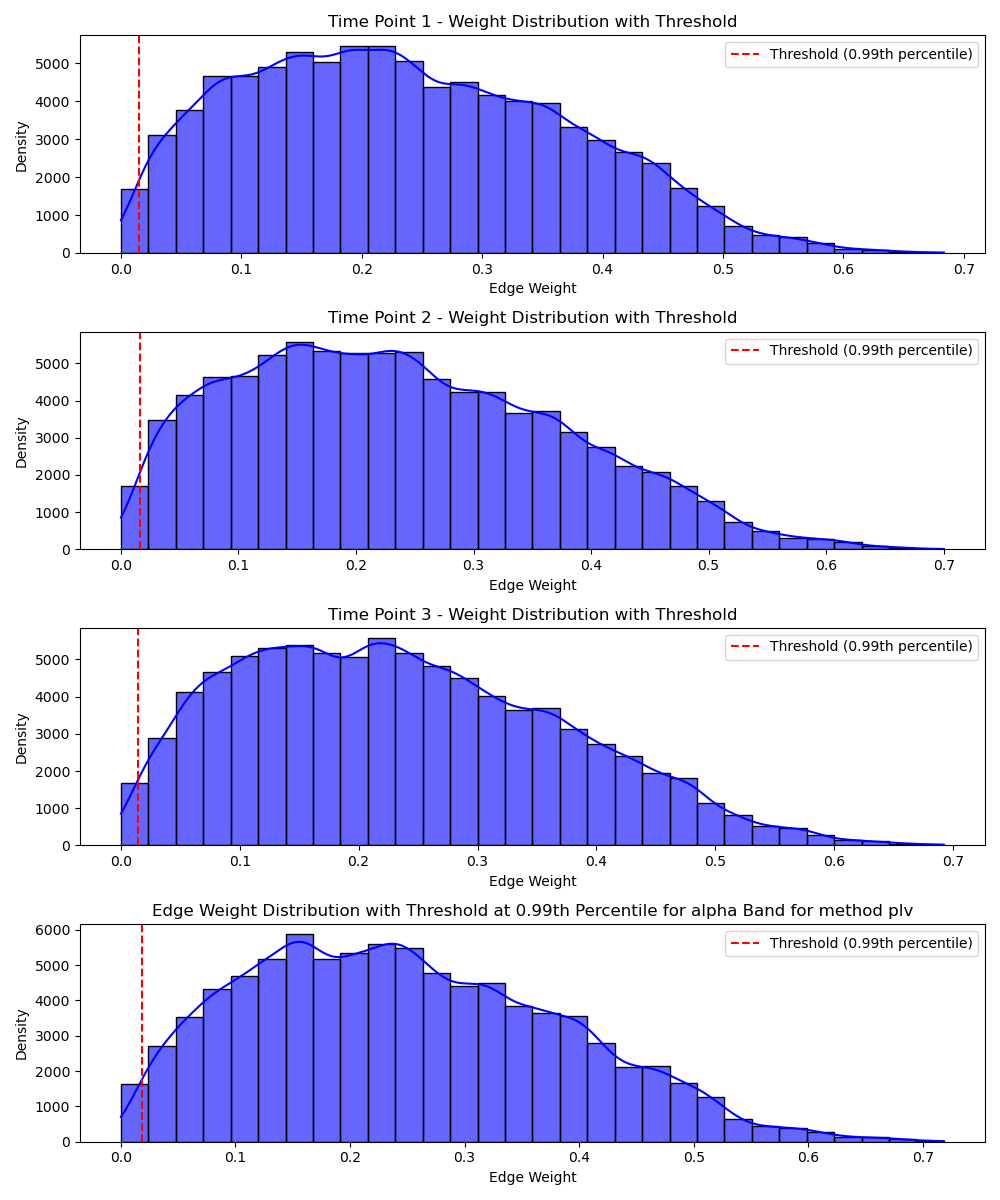 Time Point 1 - Weight Distribution with Threshold
Threshold (0.99th percentile)
Density
5000
4000
3000
2000
1000
0
0.0 0.1 0.2 0.3 0.4 0.5 0.6 0.7
Edge Weight
Time Point 2 - Weight Distribution with Threshold
Threshold (0.99th percentile)
Density
5000
4000
3000
2000
1000
0
0.0 0.1 0.2 0.3 0.4 0.5 0.6 0.7
Edge Weight
Time Point 3 - Weight Distribution with Threshold
Threshold (0.99th percentile)
Density
5000
4000
3000
2000
1000
0
0.0 0.1 0.2 0.3 0.4 0.5 0.6 0.7
Edge Weight
Edge Weight Distribution with Threshold at 0.99th Percentile for alpha Band for method plv
Threshold (0.99th percentile)
Density
6000
5000
4000
3000
2000
1000
0
0.0 0.1 0.2 0.3 0.4 0.5 0.6 0.7
Edge Weight